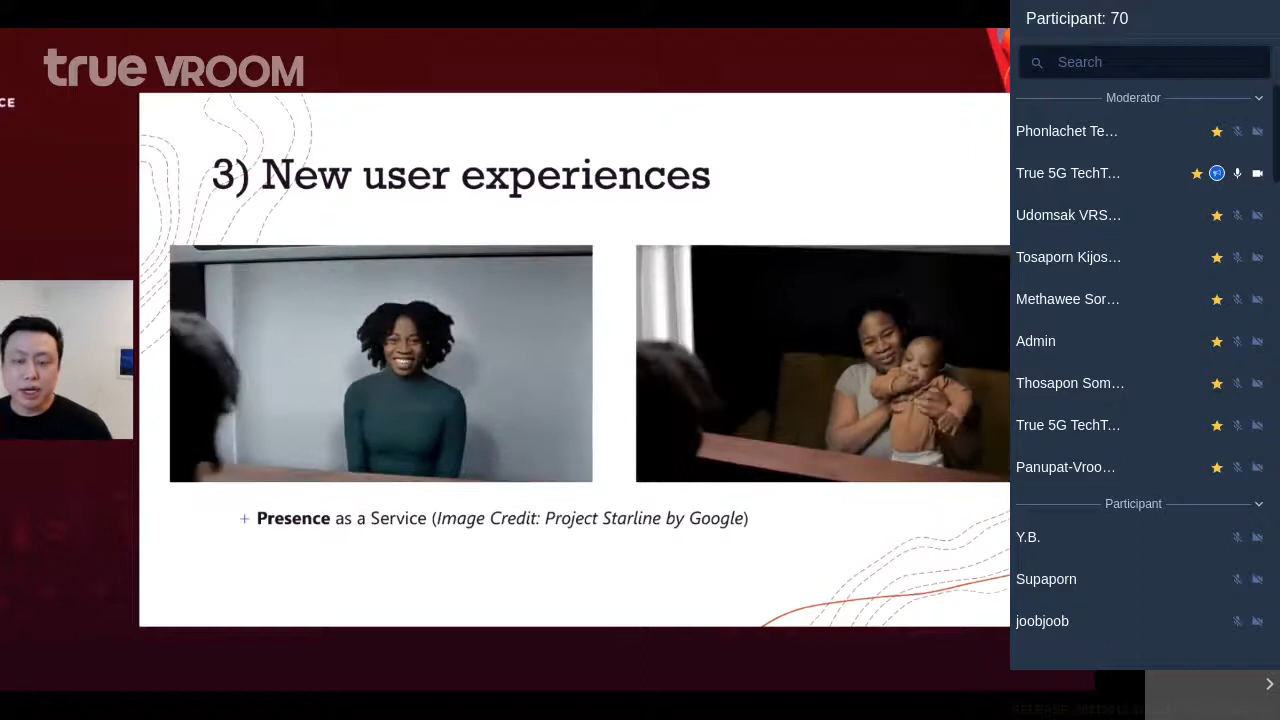 Participant: 70
true VROOM
Search
CE
Moderator
Phonlachet Te...
True 5G TechT...
Udomsak VRS...
Tosaporn Kijos...
Methawee Sor...
Admin
Thosapon Som...
True 5G TechT...
Panupat-Vroo...
Participant
Y.B.
Supaporn
joobjoob
3) New user experiences
+ Presence as a Service (Image Credit: Project Starline by Google)